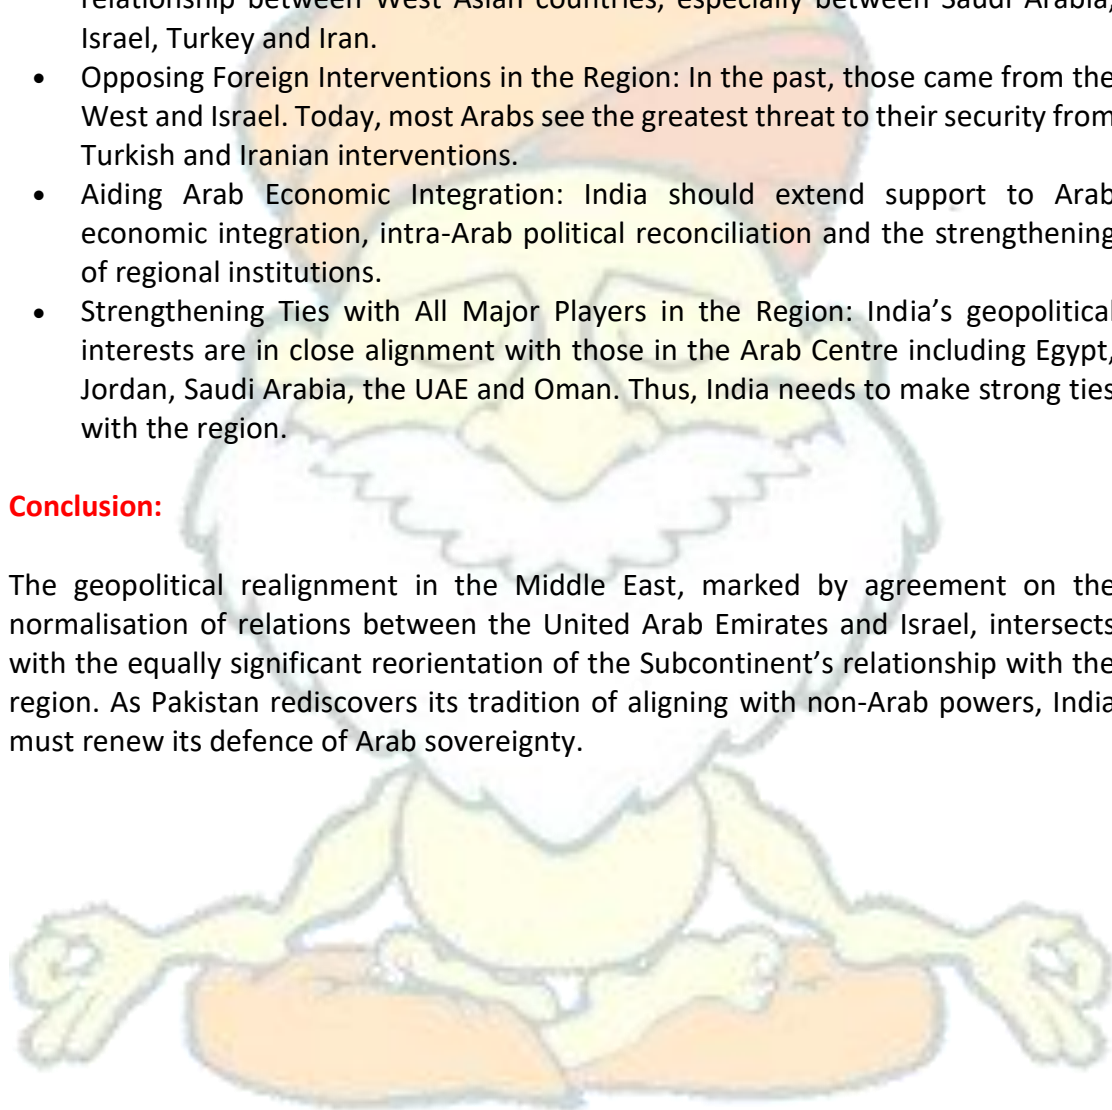 relationship between West Asian countries, especially between Saudi Arabia,
Israel, Turkey and Iran.
• Opposing Foreign Interventions in the Region: In the past, those came from the
West and Israel. Today, most Arabs see the greatest threat to their security from
Turkish and Iranian interventions.
• Aiding Arab Economic Integration: India should extend support to Arab
economic integration, intra-Arab political reconciliation and the strengthening
of regional institutions.
• Strengthening Ties with All Major Players in the Region: India’s geopolitical
interests are in close alignment with those in the Arab Centre including Egypt,
Jordan, Saudi Arabia, the UAE and Oman. Thus, India needs to make strong ties
with the region.
Conclusion:
The geopolitical realignment in the Middle East, marked by agreement on the
normalisation of relations between the United Arab Emirates and Israel, intersects
with the equally significant reorientation of the Subcontinent’s relationship with the
region. As Pakistan rediscovers its tradition of aligning with non-Arab powers, India
must renew its defence of Arab sovereignty.